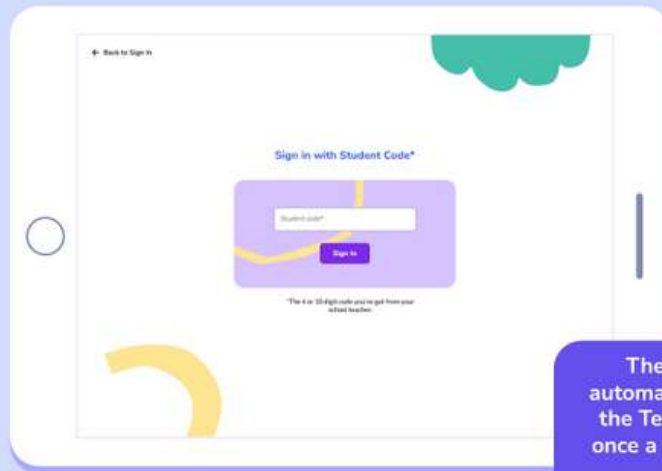 ← Back to Sign In
Sign in with Student Code*
Student code*
Sign In
*The 6 or 10 digit code you've got from your
school teacher.
The
automa
the Te
once a